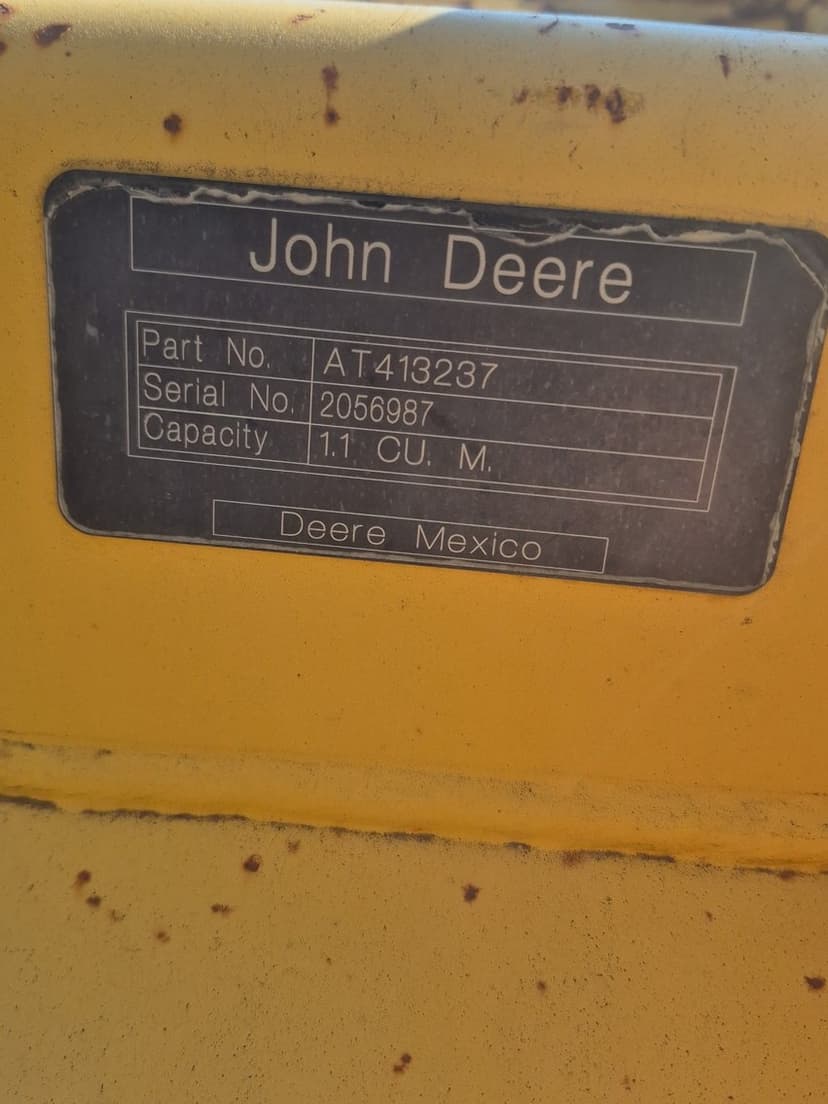 John Deere
Part No. AT413237
Serial No. 2056987
Capacity 1.1 CU. M.
Deere Mexico